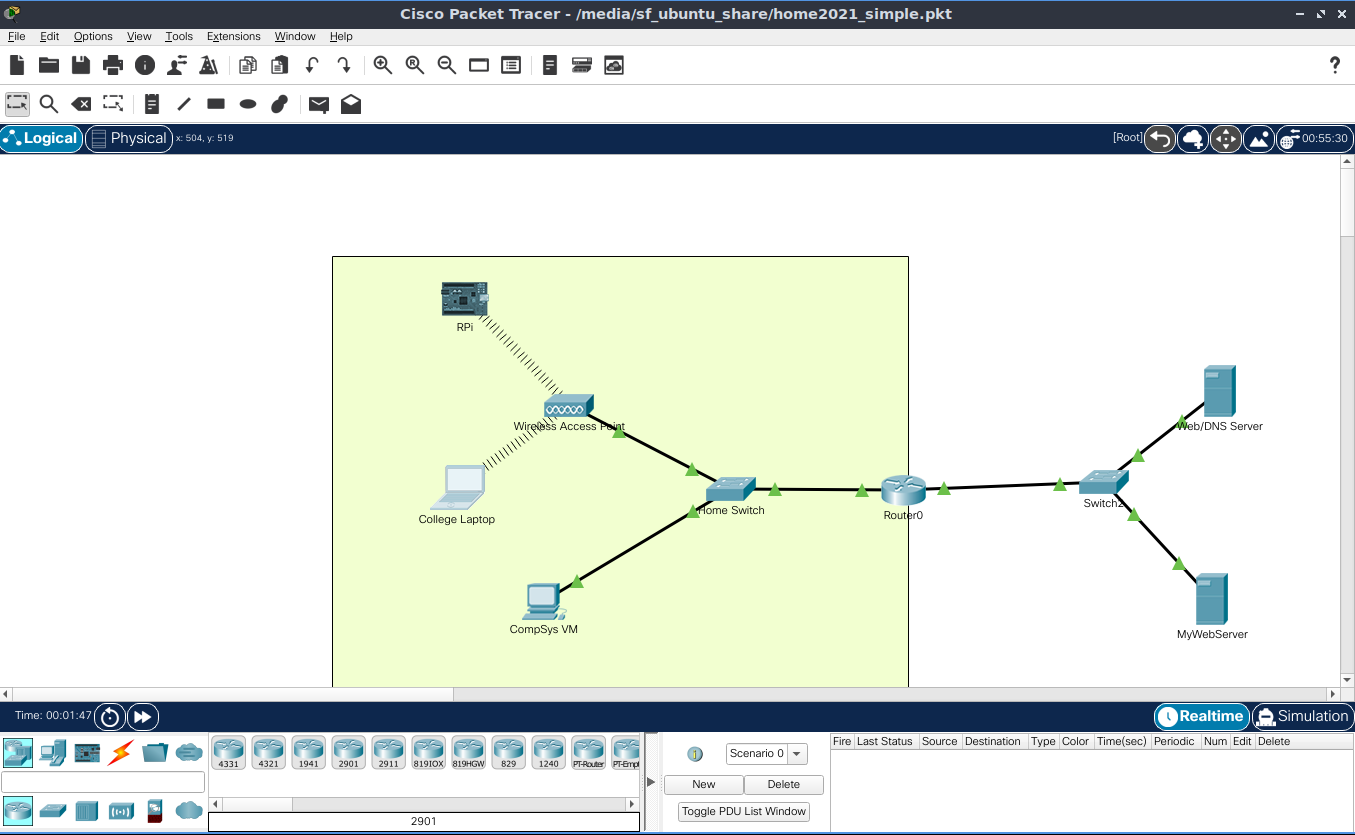 Cisco Packet Tracer - /media/sf_ubuntu_share/home2021_simple.pkt
File Edit Options View Tools Extensions Window Help
?
Logical Physical x: 504, y: 519 [Root] 00:55:30
RPi
Wireless Access Point
Web/DNS Server
College Laptop
Home Switch
Router0
Switch2
CompSys VM
MyWebServer
Time: 00:01:47 Realtime Simulation
Fire Last Status Source Destination Type Color Time(sec) Periodic Num Edit Delete
Scenario 0
4331 4321 1941 2901 2911 819IOX 819HGW 829 1240 PT-Router PT-Empt
New Delete
Toggle PDU List Window
2901